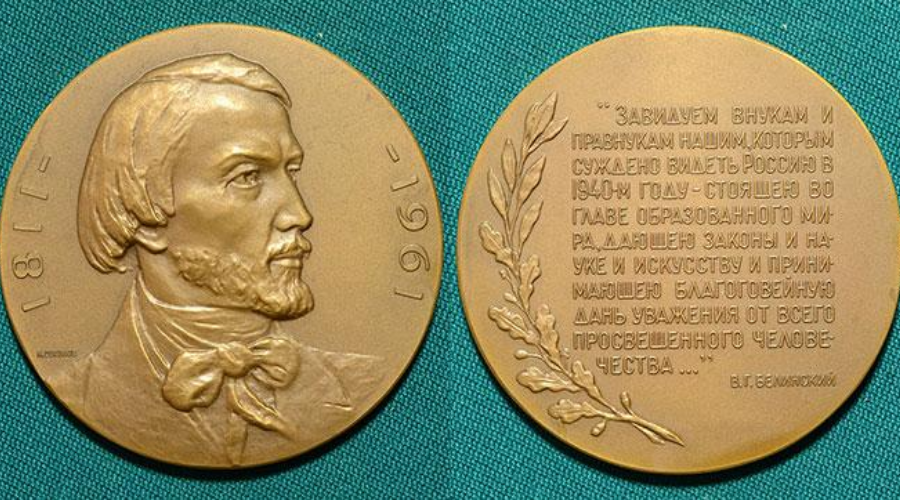 1811-
-1961
"ЗАВИДУЕМ ВНУКАМ И
ПРАВНУКАМ НАШИМ, КОТОРЫМ
СУЖДЕНО ВИДЕТЬ РОССИЮ В
1940-М ГОДУ - СТОЯЩЕЮ ВО
ГЛАВЕ ОБРАЗОВАННОГО МИ-
РА, ДАЮЩЕЮ ЗАКОНЫ И НА-
УКЕ И ИСКУССТВУ И ПРИНИ-
МАЮЩЕЮ БЛАГОГОВЕЙНУЮ
ДАНЬ УВАЖЕНИЯ ОТ ВСЕГО
ПРОСВЕЩЕННОГО ЧЕЛОВЕ-
ЧЕСТВА ..."
В.Г. БЕЛИНСКИЙ